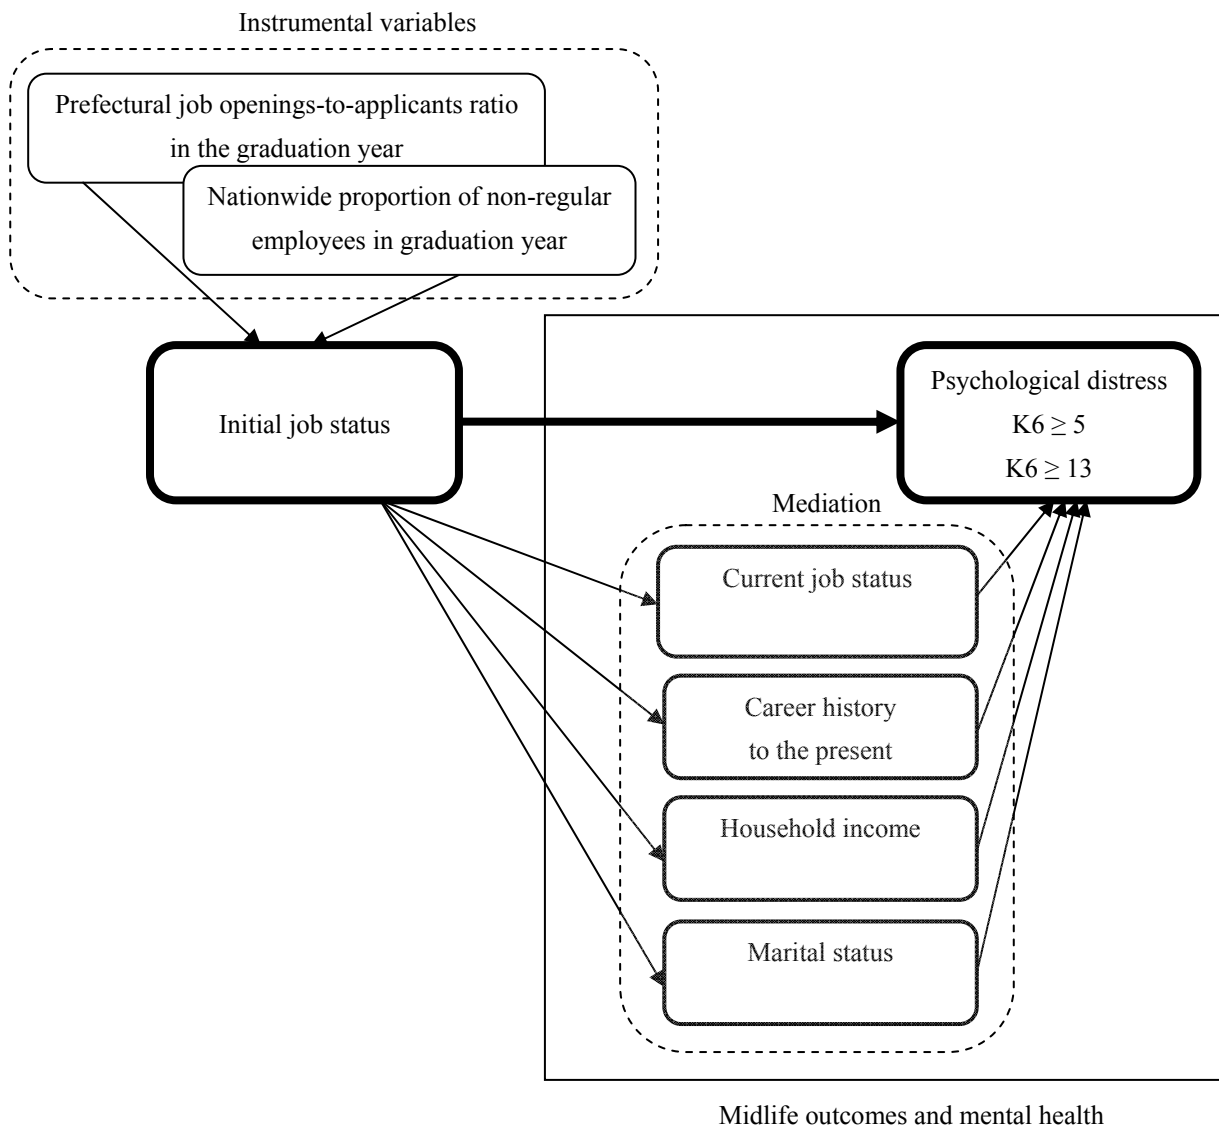 Instrumental variables
Prefectural job openings-to-applicants ratio
in the graduation year
Nationwide proportion of non-regular
employees in graduation year
Initial job status
Psychological distress
K6 ≥ 5
K6 ≥ 13
Mediation
Current job status
Career history
to the present
Household income
Marital status
Midlife outcomes and mental health